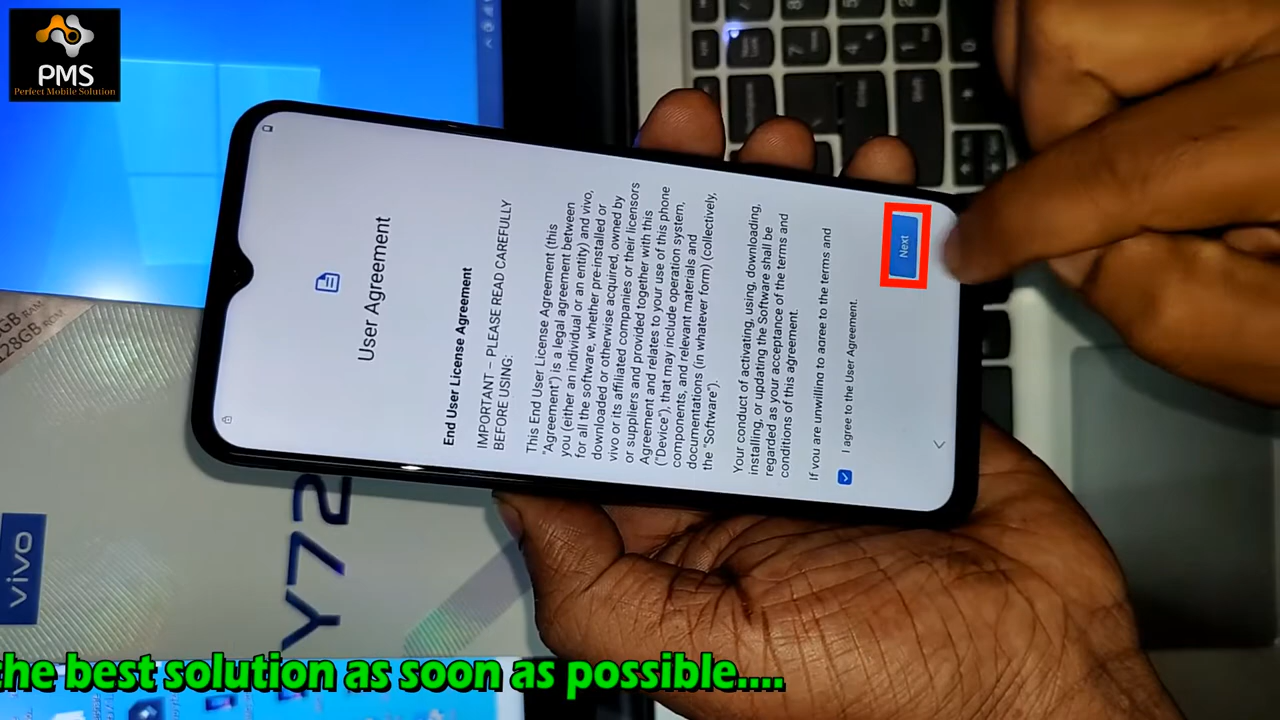 PMS
Perfect Mobile Solution
User Agreement
End User License Agreement
IMPORTANT – PLEASE READ CAREFULLY
BEFORE USING:
This End User License Agreement (this
"Agreement") is a legal agreement between
you (either an individual or an entity) and vivo,
for all the software, whether pre-installed or
downloaded or otherwise acquired, owned by
vivo or its affiliated companies or their licensors
or suppliers and provided together with this
Agreement and relates to your use of this phone
("Device"), that may include operation system,
components, and relevant materials and
documentations (in whatever form) (collectively,
the "Software").
Your conduct of activating, using, downloading,
installing, or updating the Software shall be
regarded as your acceptance of the terms and
conditions of this agreement.
If you are unwilling to agree to the terms and
I agree to the User Agreement.
Next
vivo
Y72
GB RAM
128GB ROM
the best solution as soon as possible....